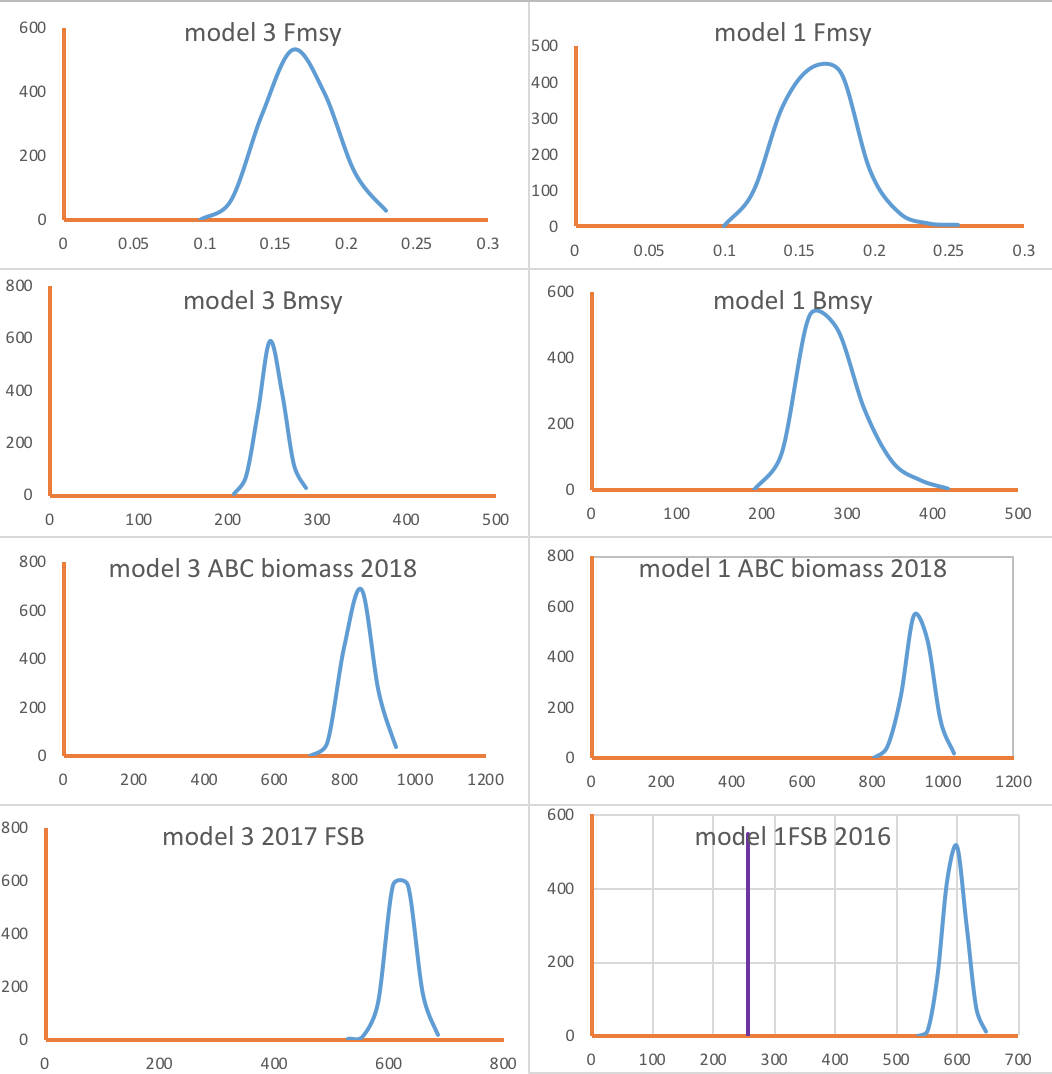 model 3 Fmsy
600
400
200
0
0 0.05 0.1 0.15 0.2 0.25 0.3
model 1 Fmsy
500
400
300
200
100
0
0 0.05 0.1 0.15 0.2 0.25 0.3
model 3 Bmsy
800
600
400
200
0
0 100 200 300 400 500
model 1 Bmsy
600
400
200
0
0 100 200 300 400 500
model 3 ABC biomass 2018
800
600
400
200
0
0 200 400 600 800 1000 1200
model 1 ABC biomass 2018
800
600
400
200
0
0 200 400 600 800 1000 1200
model 3 2017 FSB
800
600
400
200
0
0 200 400 600 800
model 1FSB 2016
600
400
200
0
0 100 200 300 400 500 600 700